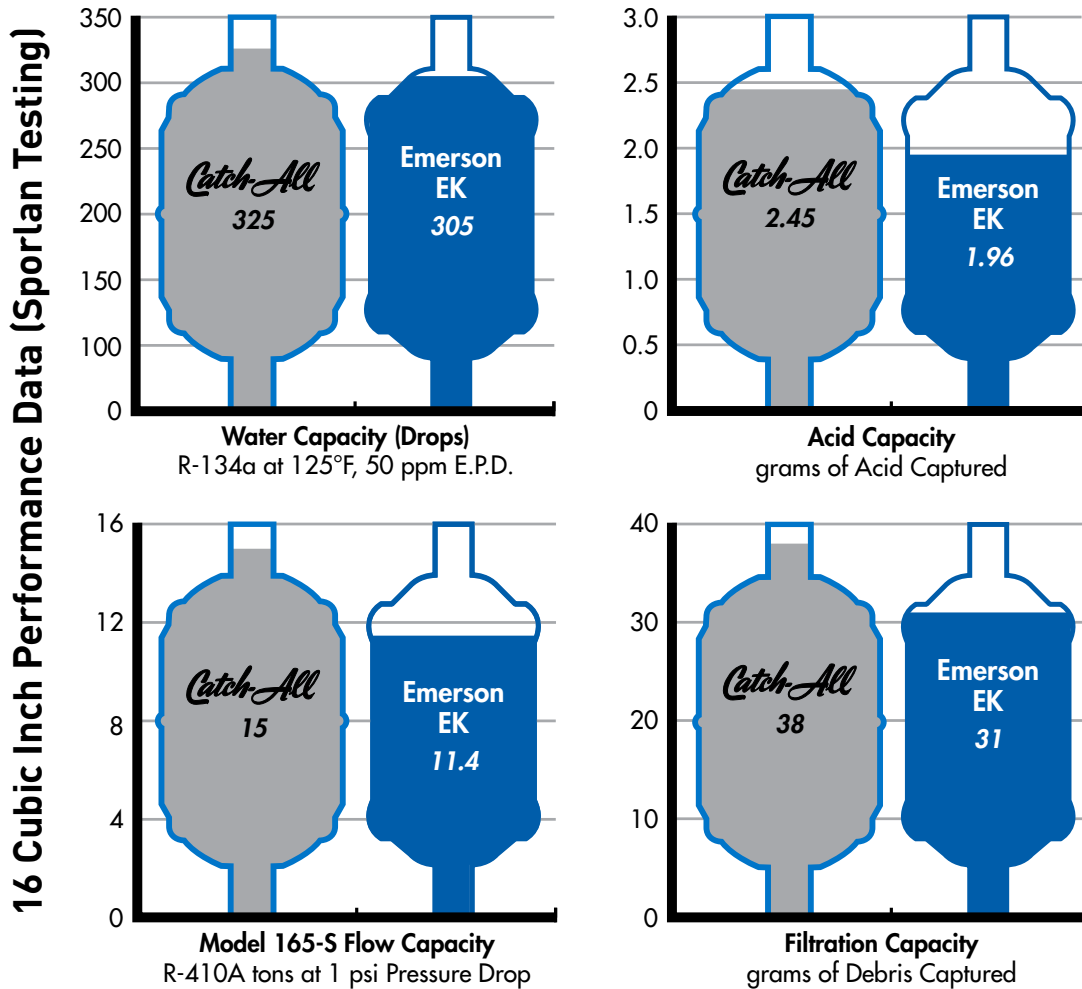 16 Cubic Inch Performance Data (Sporlan Testing)
350
300
250
200
150
100
0
Catch-All
325
Emerson
EK
305
Water Capacity (Drops)
R-134a at 125°F, 50 ppm E.P.D.
3.0
2.5
2.0
1.5
1.0
0.5
0
Catch-All
2.45
Emerson
EK
1.96
Acid Capacity
grams of Acid Captured
16
12
8
4
0
Catch-All
15
Emerson
EK
11.4
Model 165-S Flow Capacity
R-410A tons at 1 psi Pressure Drop
40
30
20
10
0
Catch-All
38
Emerson
EK
31
Filtration Capacity
grams of Debris Captured